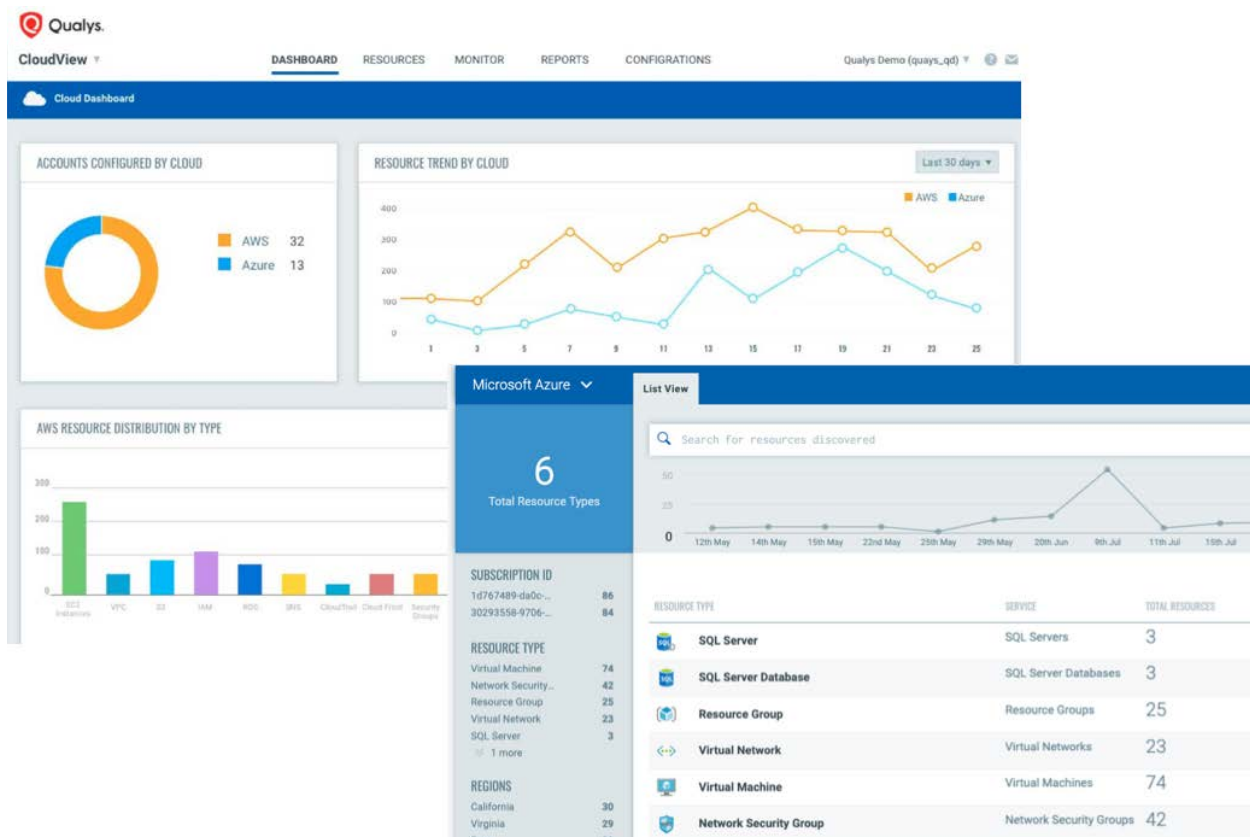 Qualys.
CloudView
DASHBOARD RESOURCES MONITOR REPORTS CONFIGRATIONS
Qualys Demo (quays_qd)
Cloud Dashboard
ACCOUNTS CONFIGURED BY CLOUD
AWS 32
Azure 13
RESOURCE TREND BY CLOUD
Last 30 days
AWS Azure
400
300
200
100
0
1 3 5 7 9 11 13 15 17 19 21 23 25
AWS RESOURCE DISTRIBUTION BY TYPE
300
200
100
0
Instances VPC S3 IAM RDS SNS CloudTrail Cloud Front Security Groups
Microsoft Azure
List View
6
Total Resource Types
Search for resources discovered
50
25
0
12th May 14th May 15th May 22nd May 25th May 29th May 20th Jun 9th Jul 11th Jul 15th Jul
SUBSCRIPTION ID
1d767489-da0c-.. 86
30293558-9706-.. 84
RESOURCE TYPE
Virtual Machine 74
Network Security.. 42
Resource Group 25
Virtual Network 23
SQL Server 3
1 more
REGIONS
California 30
Virginia 29
RESOURCE TYPE SERVICE TOTAL RESOURCES
SQL Server SQL Servers 3
SQL Server Database SQL Server Databases 3
Resource Group Resource Groups 25
Virtual Network Virtual Networks 23
Virtual Machine Virtual Machines 74
Network Security Group Network Security Groups 42